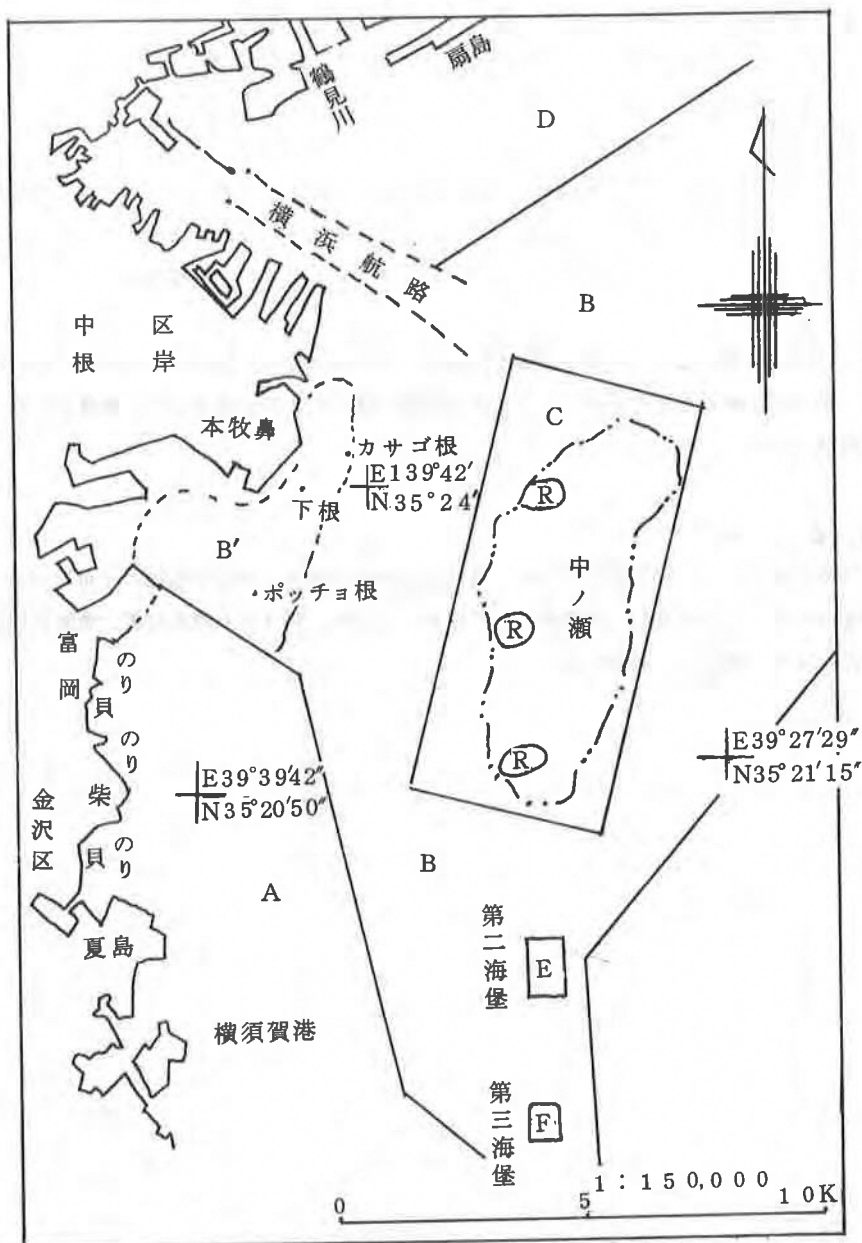 扇島
鶴見川
D
横浜航路
B
中区
根岸
本牧鼻
C
カサゴ根
E139°42′
N35°24′
R
下根
B′
中ノ瀬
ポッチョ根
R
富岡
のり
貝
のり
R
E39°27′29″
N35°21′15″
E39°39′42″
N35°20′50″
柴
金沢区
貝
のり
B
A
第二海堡
E
夏島
横須賀港
第三海堡
F
1:150,000
0
5
10K